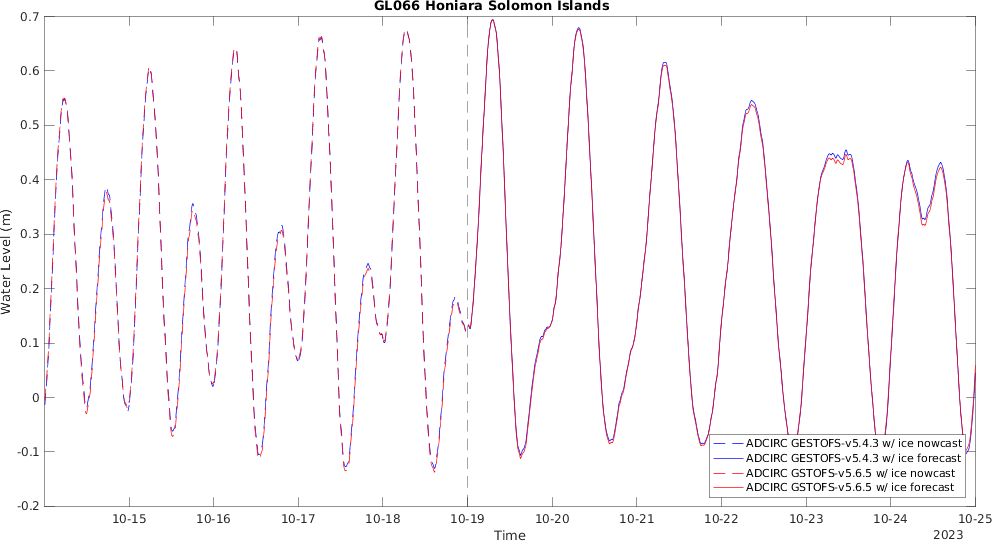 GL066 Honiara Solomon Islands
0.7
0.6
0.5
0.4
0.3
0.2
0.1
0
-0.1
-0.2
Water Level (m)
ADCIRC GESTOFS-v5.4.3 w/ ice nowcast
ADCIRC GESTOFS-v5.4.3 w/ ice forecast
ADCIRC GSTOFS-v5.6.5 w/ ice nowcast
ADCIRC GSTOFS-v5.6.5 w/ ice forecast
10-15 10-16 10-17 10-18 10-19 10-20 10-21 10-22 10-23 10-24 10-25
Time
2023